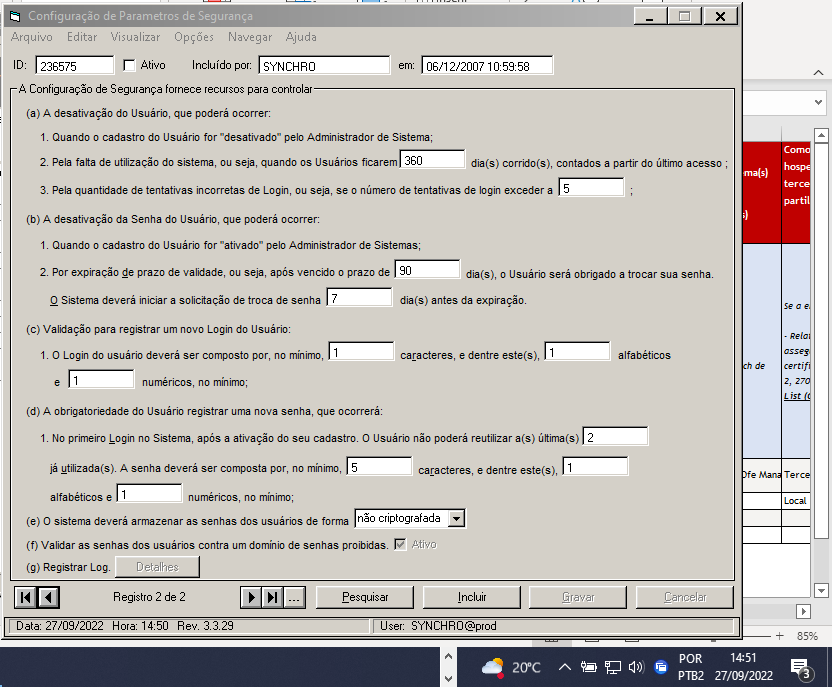 Configuração de Parametros de Segurança
Arquivo Editar Visualizar Opções Navegar Ajuda
ID: 236575 Ativo Incluído por: SYNCHRO em: 06/12/2007 10:59:58
A Configuração de Segurança fornece recursos para controlar
(a) A desativação do Usuário, que poderá ocorrer:
1. Quando o cadastro do Usuário for "desativado" pelo Administrador de Sistema;
2. Pela falta de utilização do sistema, ou seja, quando os Usuários ficarem 360 dia(s) corrido(s), contados a partir do último acesso ;
3. Pela quantidade de tentativas incorretas de Login, ou seja, se o número de tentativas de login exceder a 5 ;
(b) A desativação da Senha do Usuário, que poderá ocorrer:
1. Quando o cadastro do Usuário for "ativado" pelo Administrador de Sistemas;
2. Por expiração de prazo de validade, ou seja, após vencido o prazo de 90 dia(s), o Usuário será obrigado a trocar sua senha.
O Sistema deverá iniciar a solicitação de troca de senha 7 dia(s) antes da expiração.
(c) Validação para registrar um novo Login do Usuário:
1. O Login do usuário deverá ser composto por, no mínimo, 1 caracteres, e dentre este(s), 1 alfabéticos
e 1 numéricos, no mínimo;
(d) A obrigatoriedade do Usuário registrar uma nova senha, que ocorrerá:
1. No primeiro Login no Sistema, após a ativação do seu cadastro. O Usuário não poderá reutilizar a(s) última(s) 2
já utilizada(s). A senha deverá ser composta por, no mínimo, 5 caracteres, e dentre este(s), 1
alfabéticos e 1 numéricos, no mínimo;
(e) O sistema deverá armazenar as senhas dos usuários de forma não criptografada
(f) Validar as senhas dos usuários contra um domínio de senhas proibidas. Ativo
(g) Registrar Log. Detalhes
Registro 2 de 2 ... Pesquisar Incluir Gravar Cancelar
Data: 27/09/2022 Hora: 14:50 Rev. 3.3.29 User: SYNCHRO@prod
ema(s)
s)
Como
hospe
terce
partil
Se a e
- Relat
asseg
ch de
certifi
2, 270
List (
Ofe Mana Terce
Local
85%
20°C POR 14:51
PTB2 27/09/2022 3